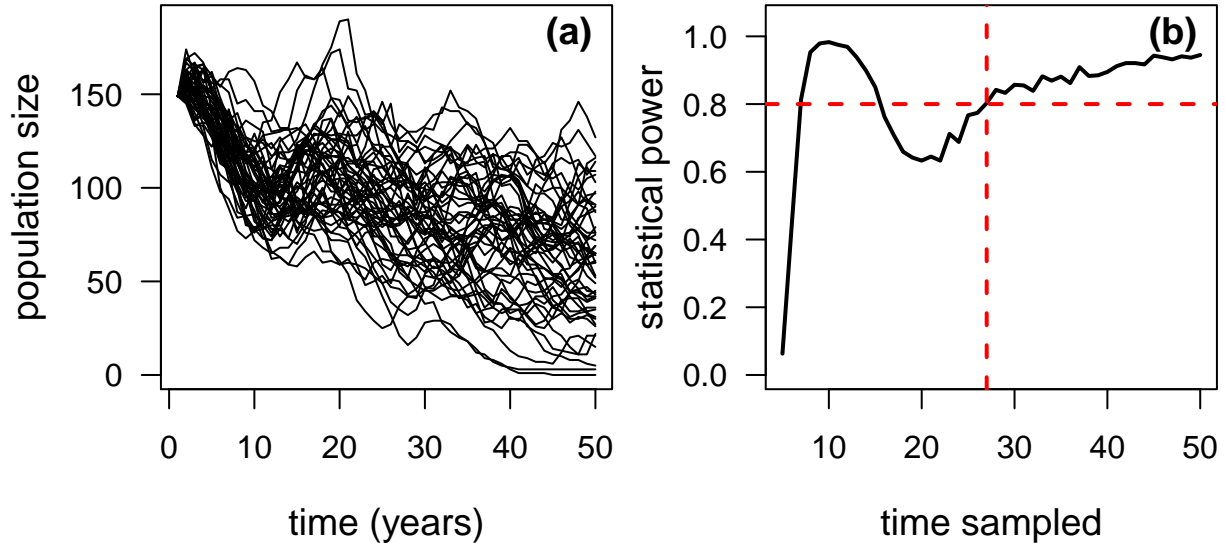 (a)
population size
150
100
50
0
0 10 20 30 40 50
time (years)
(b)
statistical power
1.0
0.8
0.6
0.4
0.2
0.0
10 20 30 40 50
time sampled